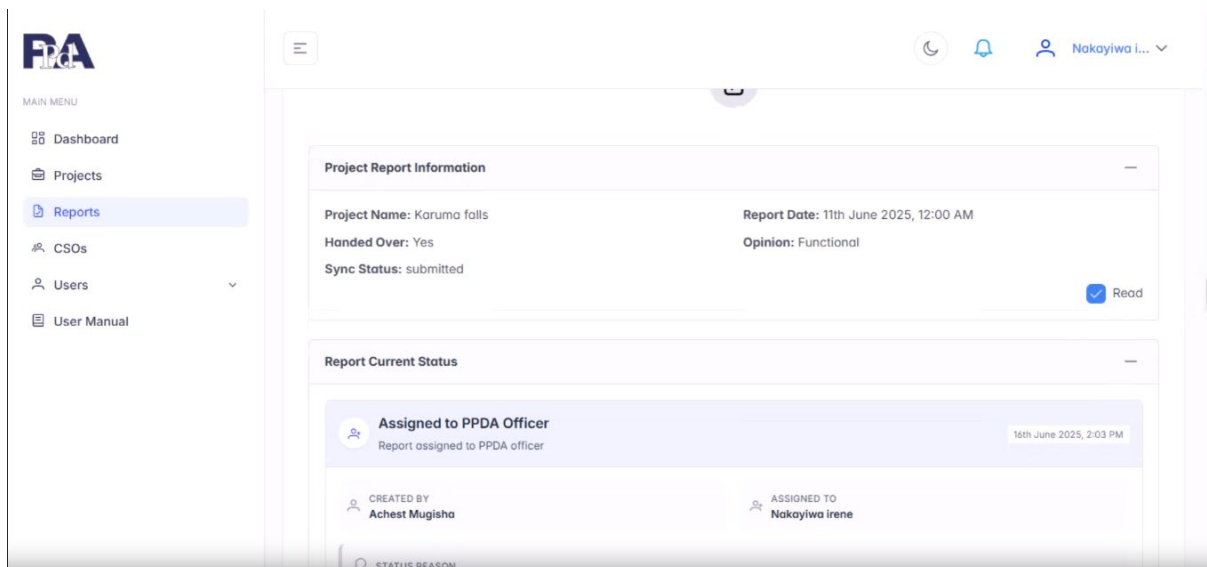 PPdA
Nakayiwa i...
MAIN MENU
Dashboard
Projects
Reports
CSOs
Users
User Manual
Project Report Information
Project Name: Karuma falls
Report Date: 11th June 2025, 12:00 AM
Handed Over: Yes
Opinion: Functional
Sync Status: submitted
Read
Report Current Status
Assigned to PPDA Officer
Report assigned to PPDA officer
16th June 2025, 2:03 PM
CREATED BY
Achest Mugisha
ASSIGNED TO
Nakayiwa irene
STATUS REASON